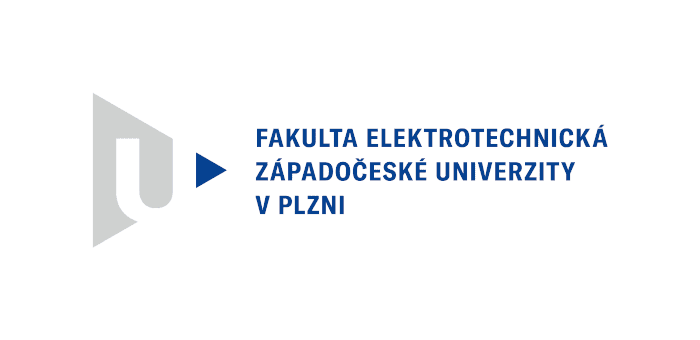 FAKULTA ELEKTROTECHNICKÁ
ZÁPADOČESKÉ UNIVERZITY
V PLZNI